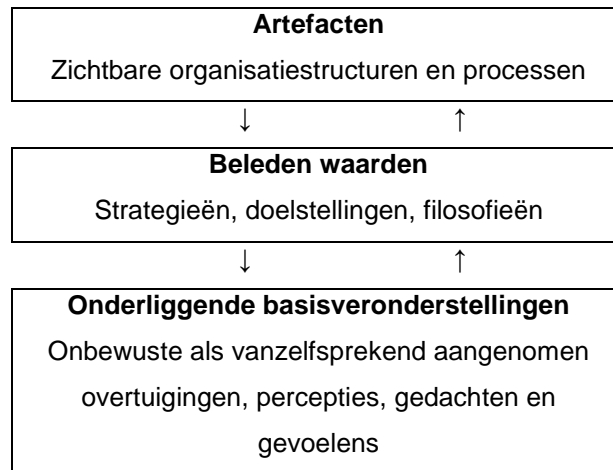 Artefacten
Zichtbare organisatiestructuren en processen
↓ ↑
Beleden waarden
Strategieën, doelstellingen, filosofieën
↓ ↑
Onderliggende basisveronderstellingen
Onbewuste als vanzelfsprekend aangenomen
overtuigingen, percepties, gedachten en
gevoelens